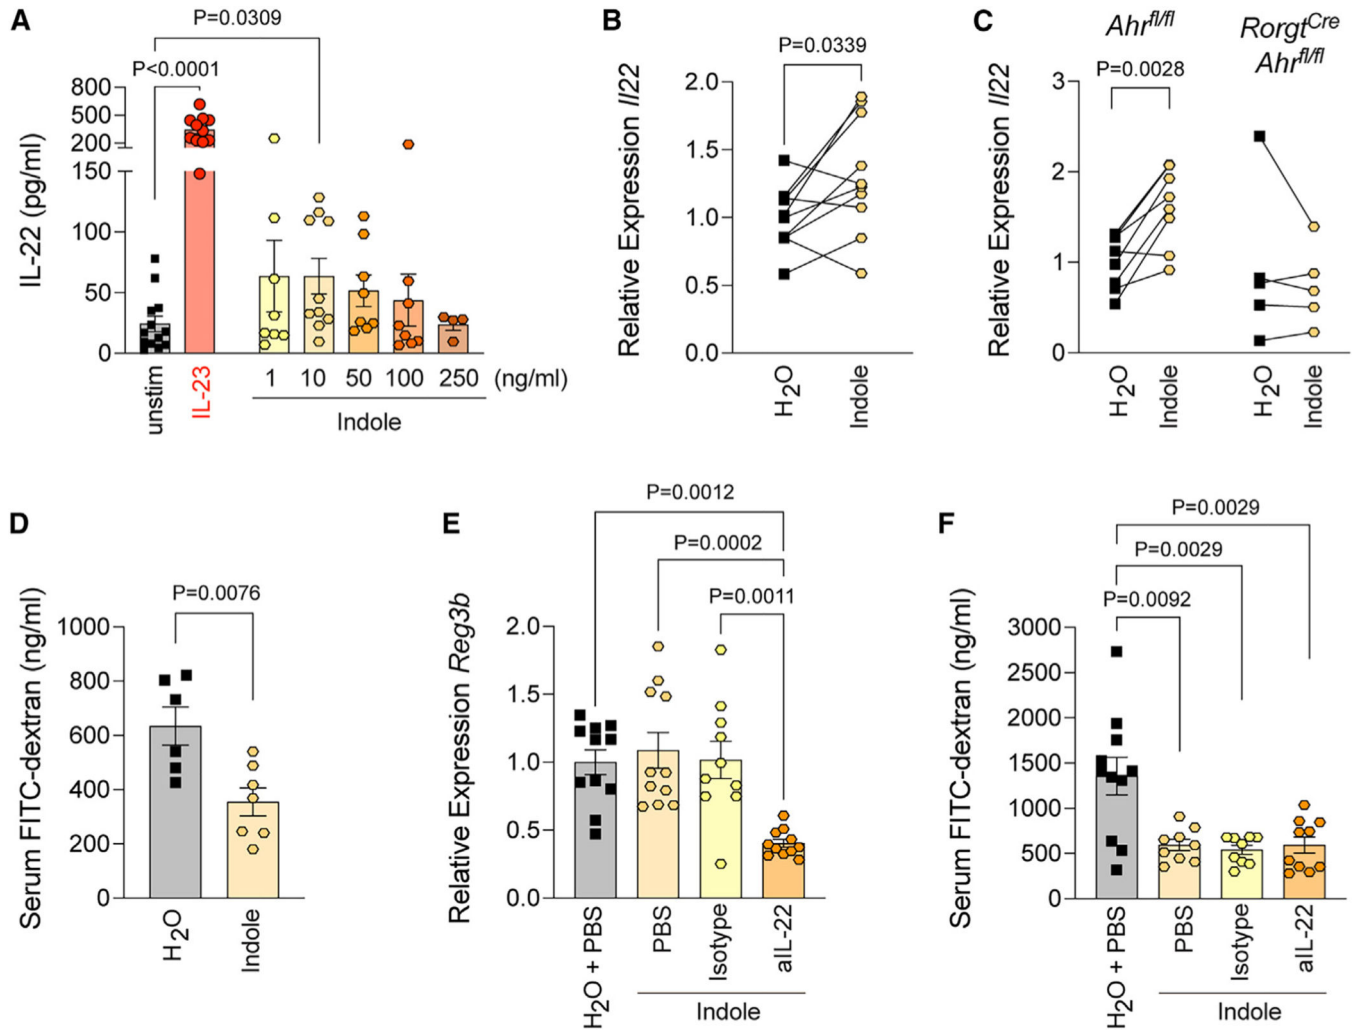 A
P=0.0309
P<0.0001
800
500
200
150
100
50
0
IL-22 (pg/ml)
unstim
IL-23
1 10 50 100 250 (ng/ml)
Indole
B
P=0.0339
2.0
1.5
1.0
0.5
0.0
Relative Expression Il22
H2O
Indole
C
Ahrfl/fl
RorgtCre
Ahrfl/fl
P=0.0028
3
2
1
0
Relative Expression Il22
H2O
Indole
H2O
Indole
D
P=0.0076
1000
800
600
400
200
0
Serum FITC-dextran (ng/ml)
H2O
Indole
E
P=0.0012
P=0.0002
P=0.0011
2.0
1.5
1.0
0.5
0.0
Relative Expression Reg3b
H2O + PBS
PBS
Isotype
aIL-22
Indole
F
P=0.0029
P=0.0029
P=0.0092
3000
2500
2000
1500
1000
500
0
Serum FITC-dextran (ng/ml)
H2O + PBS
PBS
Isotype
aIL-22
Indole